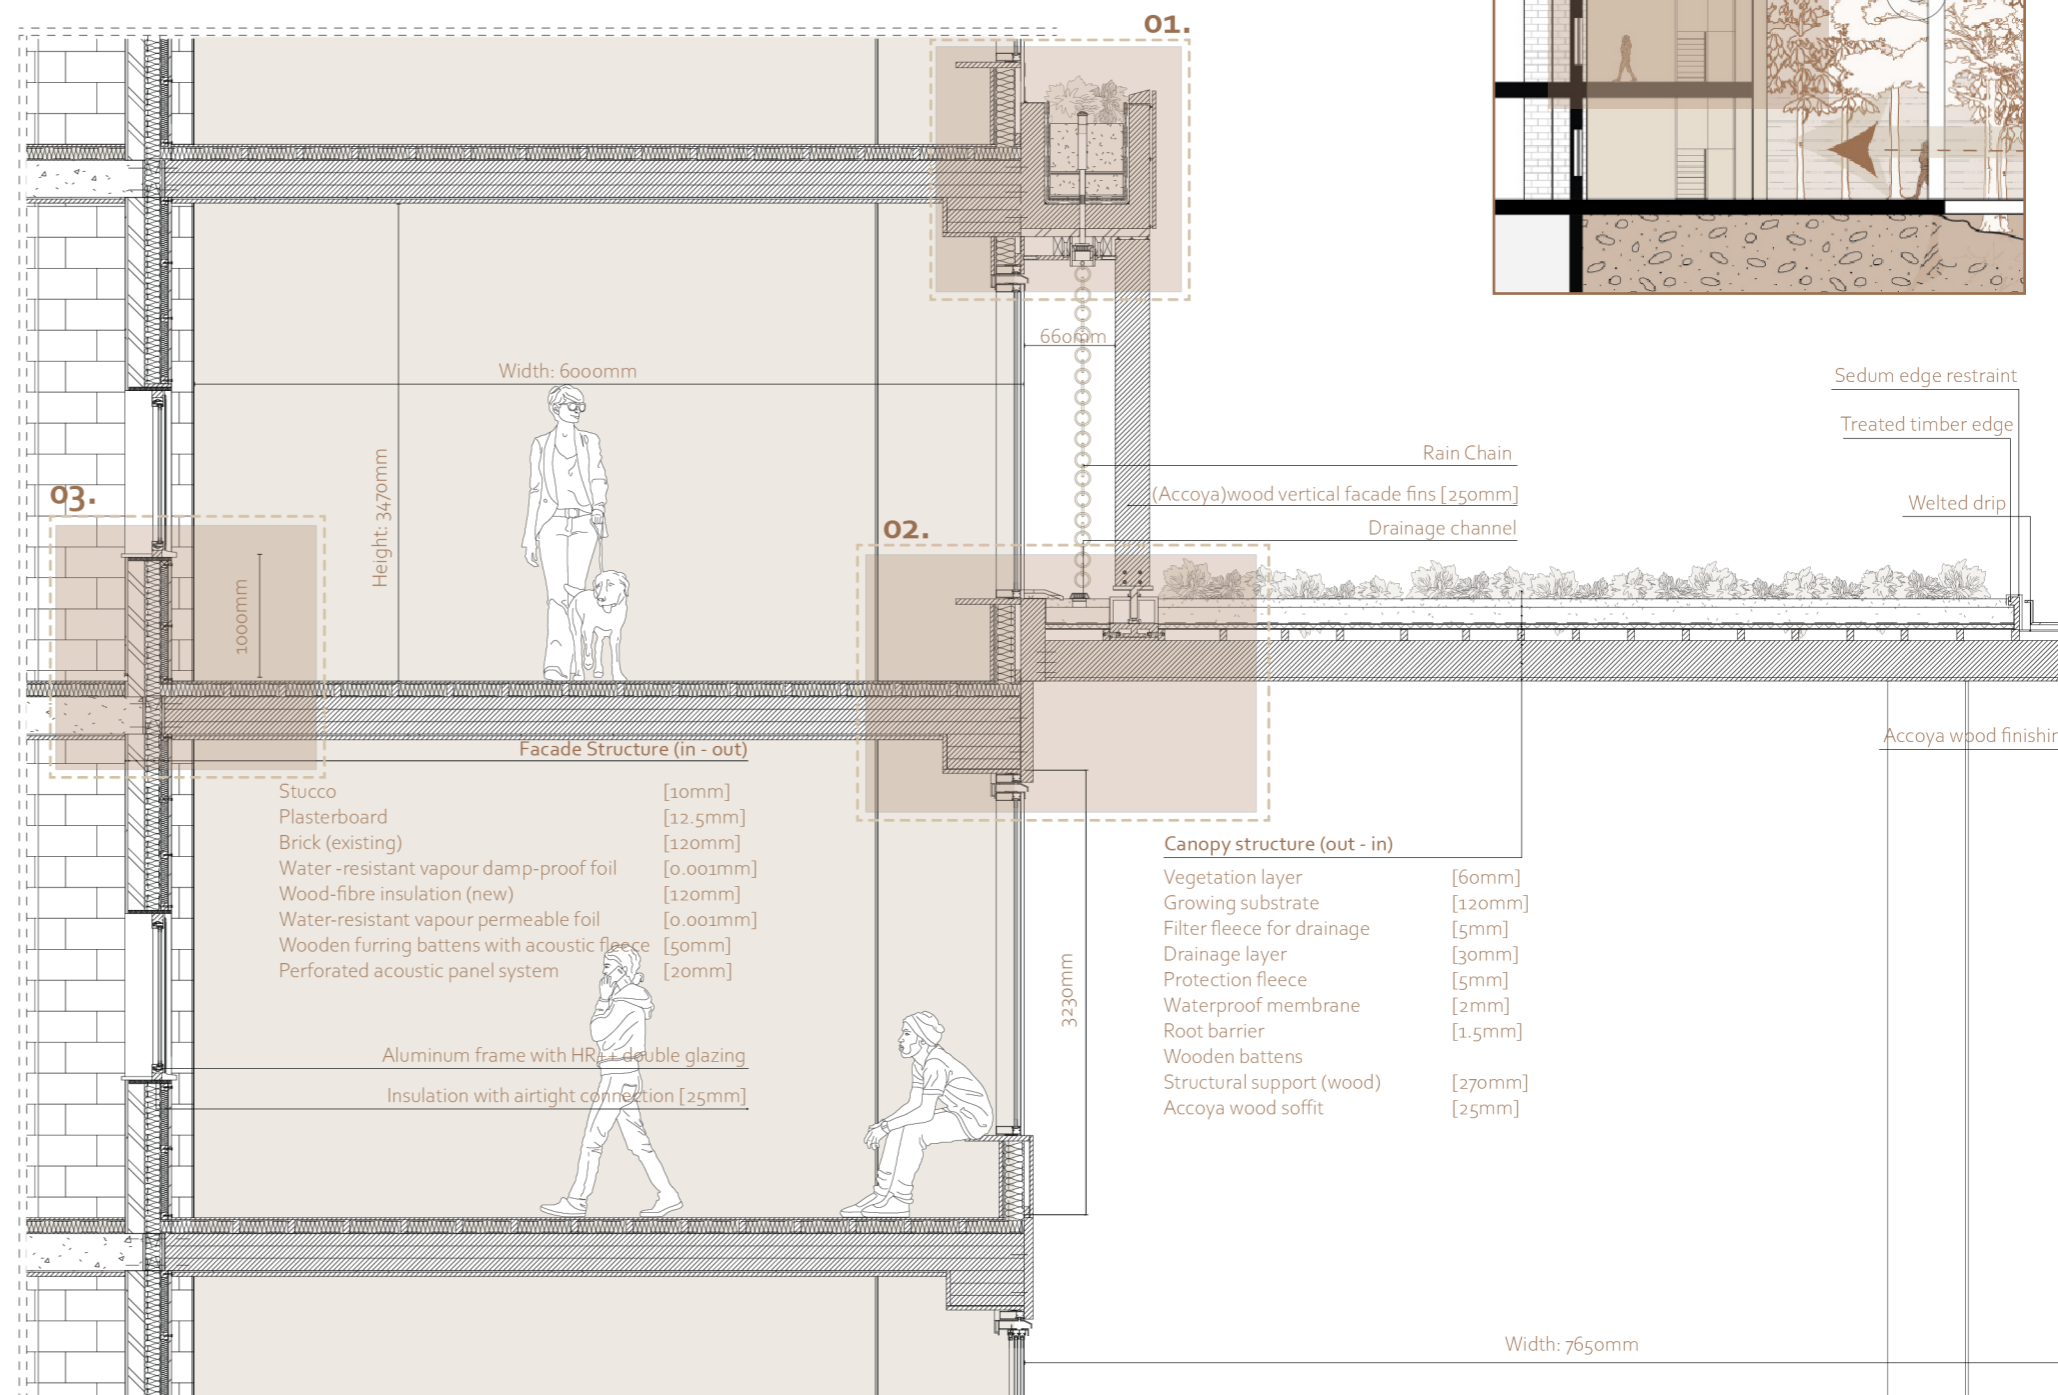 01.
Width: 6000mm
660mm
Height: 3470mm
Sedum edge restraint
Treated timber edge
Rain Chain
(Accoya)wood vertical facade fins [250mm]
Welted drip
Drainage channel
03.
02.
1000mm
Accoya wood finishin
Facade Structure (in - out)
Stucco [10mm]
Plasterboard [12.5mm]
Brick (existing) [120mm]
Water -resistant vapour damp-proof foil [0.001mm]
Wood-fibre insulation (new) [120mm]
Water-resistant vapour permeable foil [0.001mm]
Wooden furring battens with acoustic fleece [50mm]
Perforated acoustic panel system [20mm]
Aluminum frame with HR++ double glazing
Insulation with airtight connection [25mm]
3230mm
Canopy structure (out - in)
Vegetation layer [60mm]
Growing substrate [120mm]
Filter fleece for drainage [5mm]
Drainage layer [30mm]
Protection fleece [5mm]
Waterproof membrane [2mm]
Root barrier [1.5mm]
Wooden battens
Structural support (wood) [270mm]
Accoya wood soffit [25mm]
Width: 7650mm